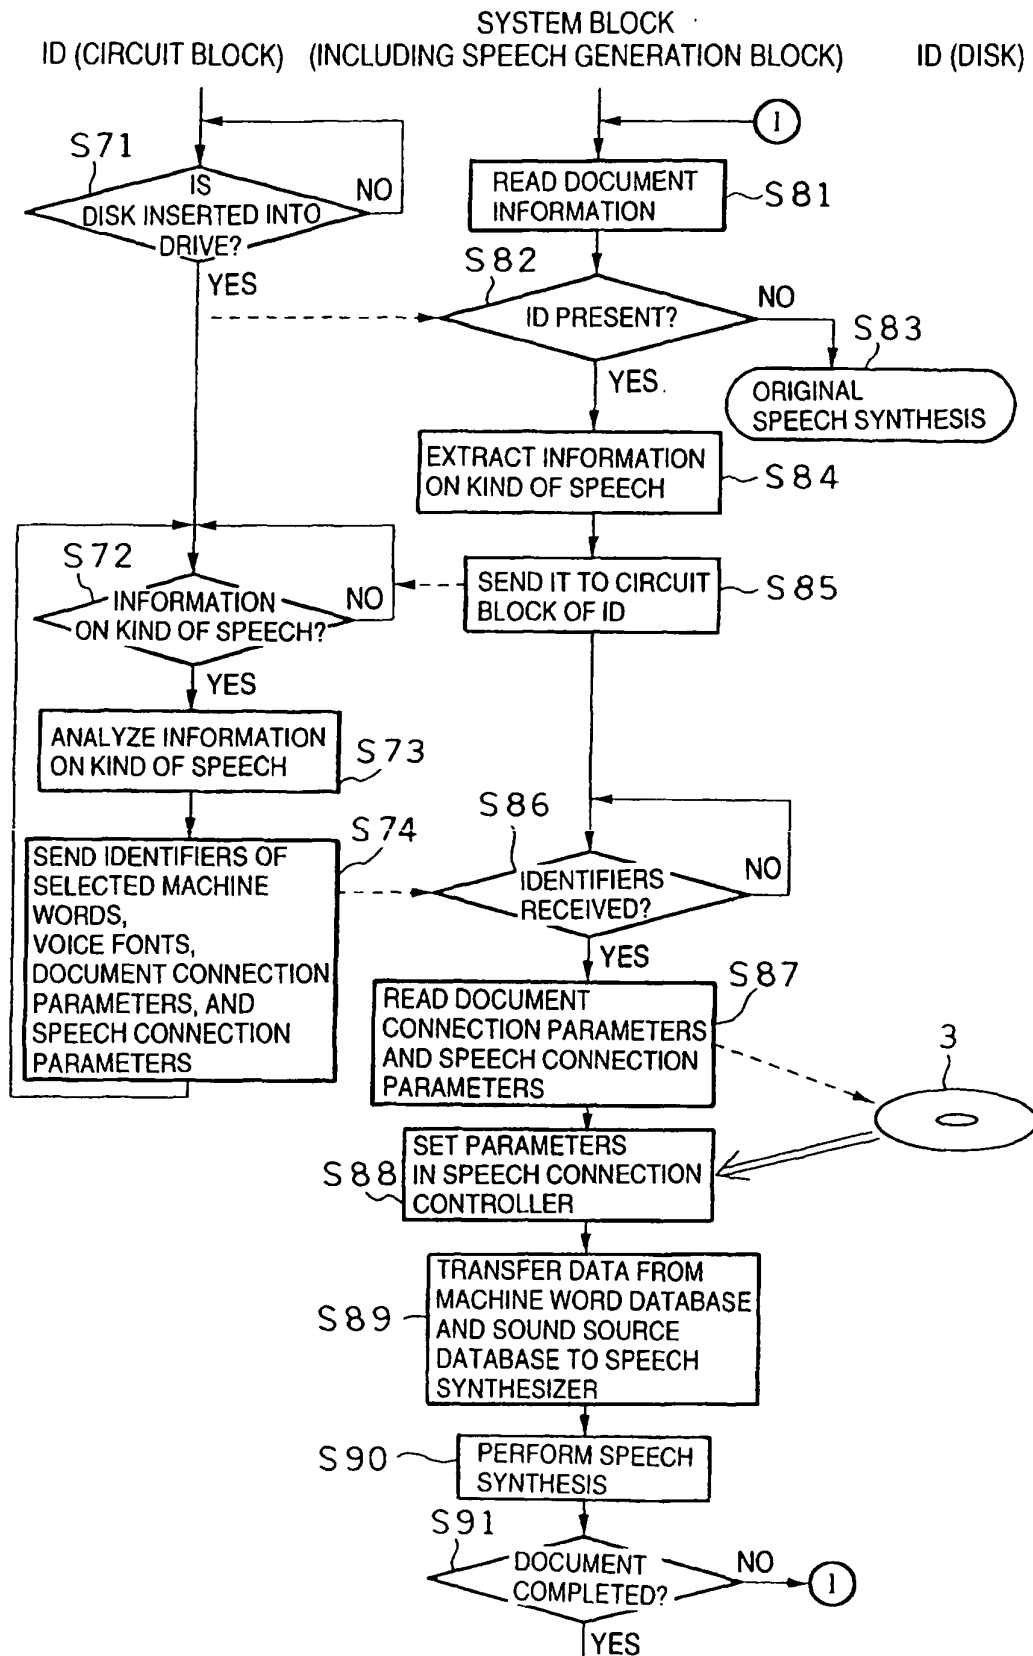 SYSTEM BLOCK
ID (CIRCUIT BLOCK) (INCLUDING SPEECH GENERATION BLOCK) ID (DISK)
1
S71
IS
DISK INSERTED INTO
DRIVE?
NO
YES
READ DOCUMENT
INFORMATION
S81
S82
ID PRESENT?
NO
YES
S83
ORIGINAL
SPEECH SYNTHESIS
EXTRACT INFORMATION
ON KIND OF SPEECH
S84
S72
INFORMATION
ON KIND OF SPEECH?
NO
YES
SEND IT TO CIRCUIT
BLOCK OF ID
S85
ANALYZE INFORMATION
ON KIND OF SPEECH
S73
S74
SEND IDENTIFIERS OF
SELECTED MACHINE
WORDS,
VOICE FONTS,
DOCUMENT CONNECTION
PARAMETERS, AND
SPEECH CONNECTION
PARAMETERS
S86
IDENTIFIERS
RECEIVED?
NO
YES
S87
READ DOCUMENT
CONNECTION PARAMETERS
AND SPEECH CONNECTION
PARAMETERS
3
S88
SET PARAMETERS
IN SPEECH CONNECTION
CONTROLLER
S89
TRANSFER DATA FROM
MACHINE WORD DATABASE
AND SOUND SOURCE
DATABASE TO SPEECH
SYNTHESIZER
S90
PERFORM SPEECH
SYNTHESIS
S91
DOCUMENT
COMPLETED?
NO
1
YES